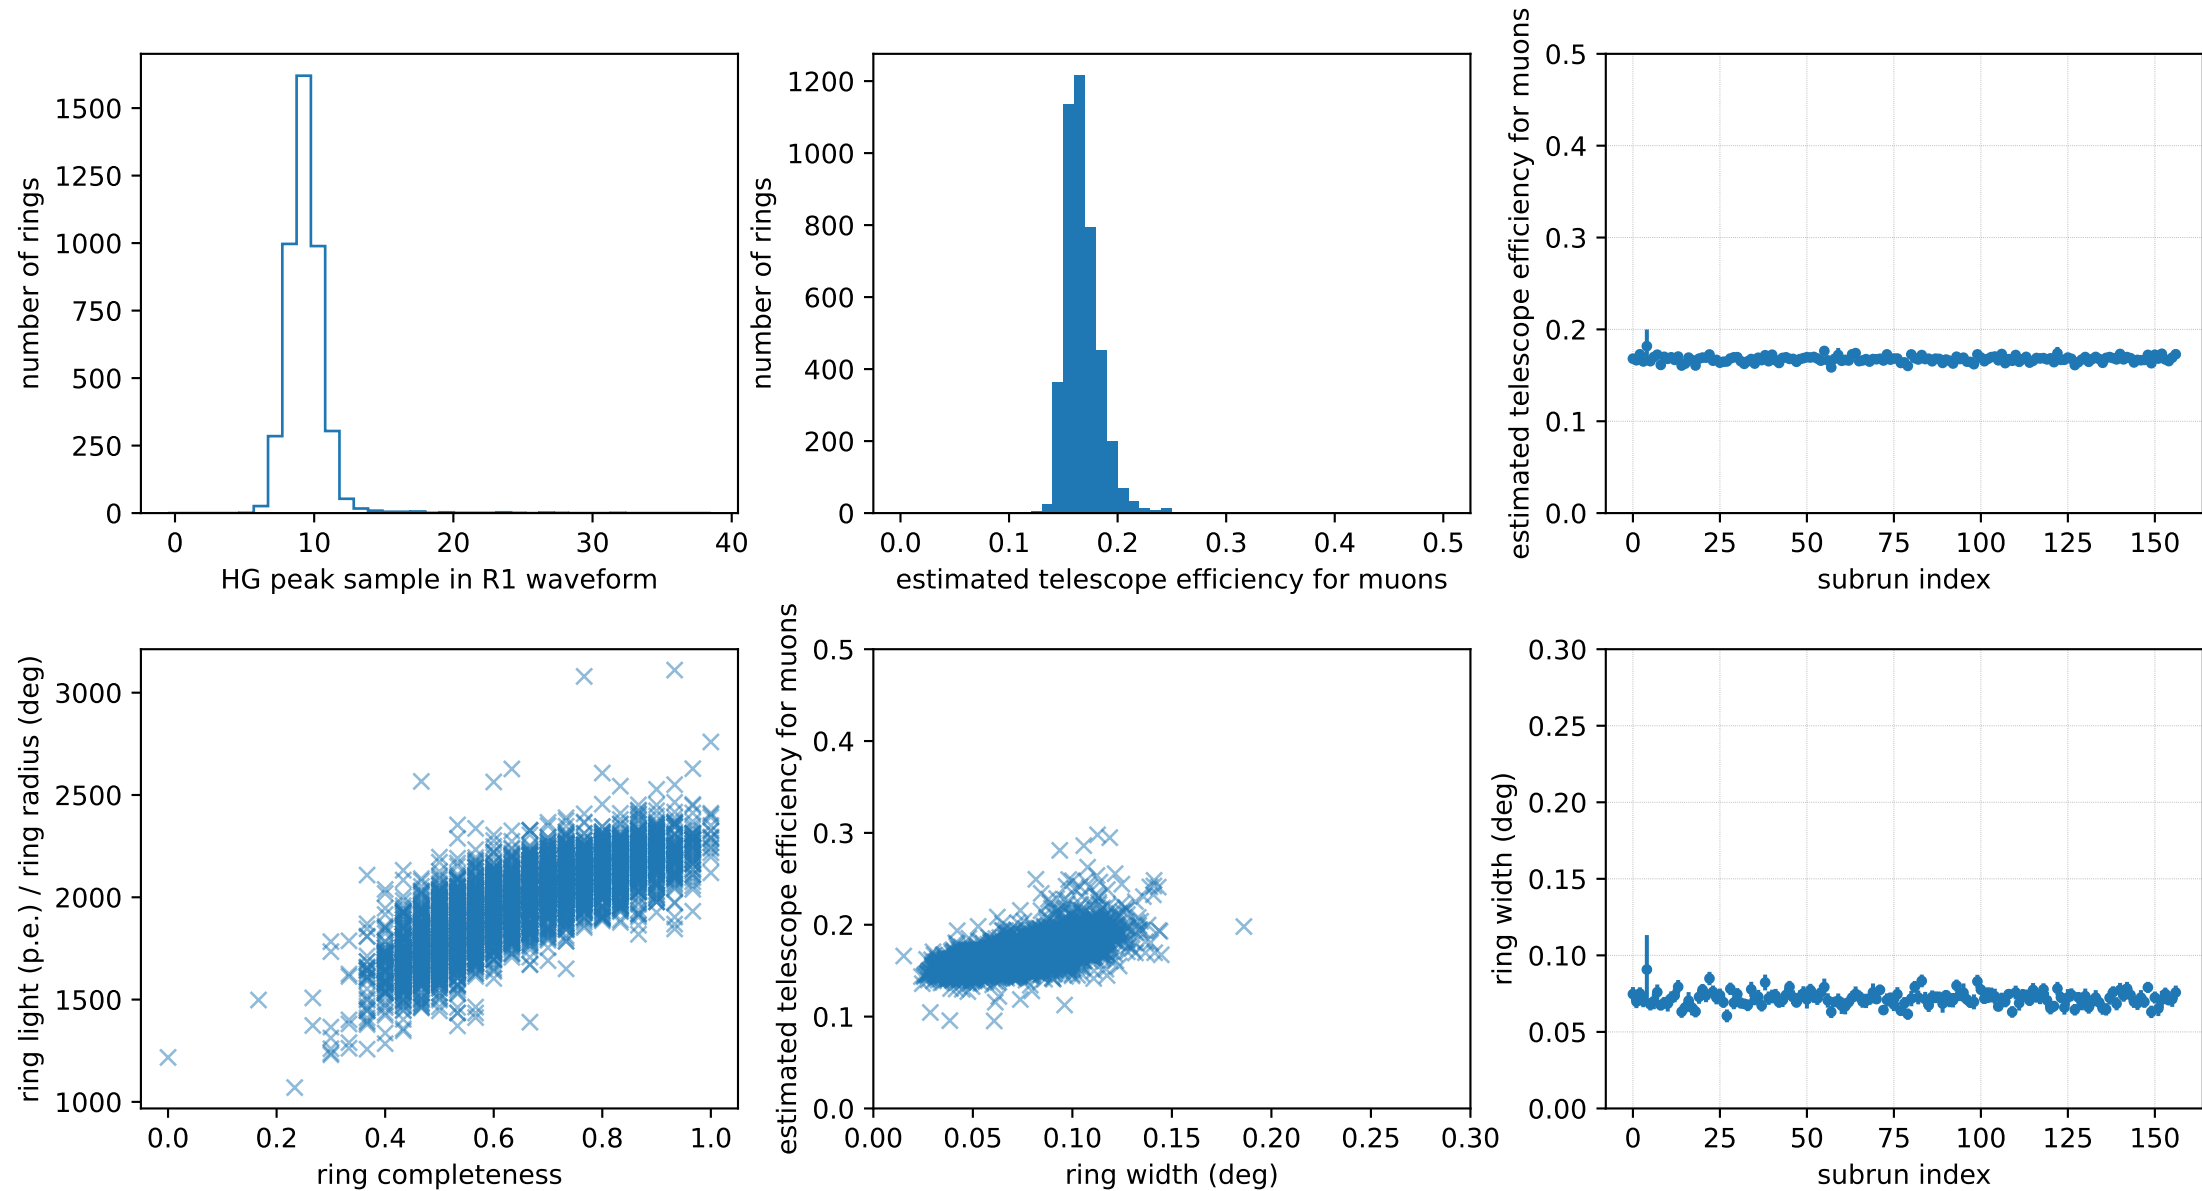 number of rings
1500
1250
1000
750
500
250
0
0 10 20 30 40
HG peak sample in R1 waveform
number of rings
1200
1000
800
600
400
200
0
0.0 0.1 0.2 0.3 0.4 0.5
estimated telescope efficiency for muons
estimated telescope efficiency for muons
0.5
0.4
0.3
0.2
0.1
0.0
0 25 50 75 100 125 150
subrun index
ring light (p.e.) / ring radius (deg)
3000
2500
2000
1500
1000
0.0 0.2 0.4 0.6 0.8 1.0
ring completeness
estimated telescope efficiency for muons
0.5
0.4
0.3
0.2
0.1
0.0
0.00 0.05 0.10 0.15 0.20 0.25 0.30
ring width (deg)
ring width (deg)
0.30
0.25
0.20
0.15
0.10
0.05
0.00
0 25 50 75 100 125 150
subrun index